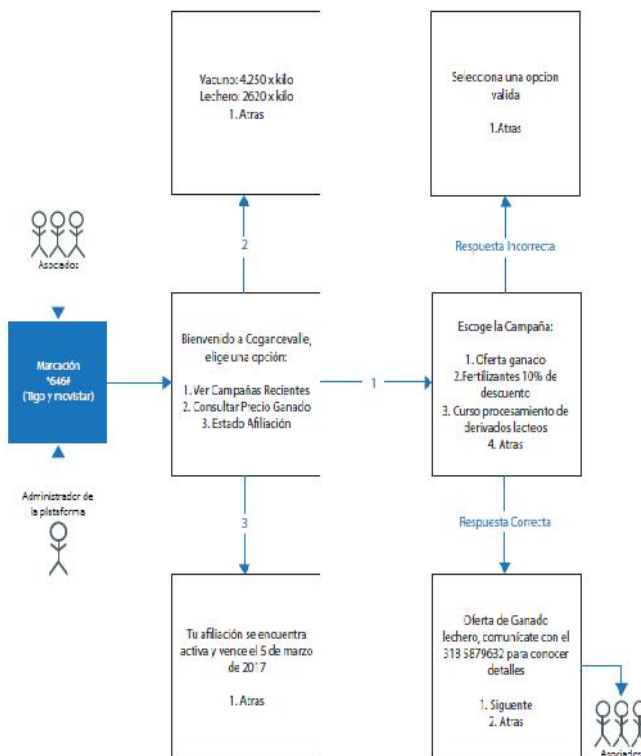 Vacuno: 4.250 x kilo
Lechero: 2620 x kilo
1. Atras
Selecciona una opcion
valida
1.Atras
2
Respuesta Incorrecta
Asociados
Marcación
*646#
(Tigo y movistar)
Bienvenido a Cogancevalle,
elige una opción:
1. Ver Campañas Recientes
2. Consultar Precio Ganado
3. Estado Afiliación
1
Escoge la Campaña:
1. Oferta ganado
2.Fertilizantes 10% de
descuento
3. Curso procesamiento de
derivados lacteos
4. Atras
Administrador de
la plataforma
3
Respuesta Correcta
Tu afiliación se encuentra
activa y vence el 5 de marzo
de 2017
1. Atras
Oferta de Ganado
lechero, comunícate con el
318 5879632 para conocer
detalles
1. Siguente
2. Atras
Asociados